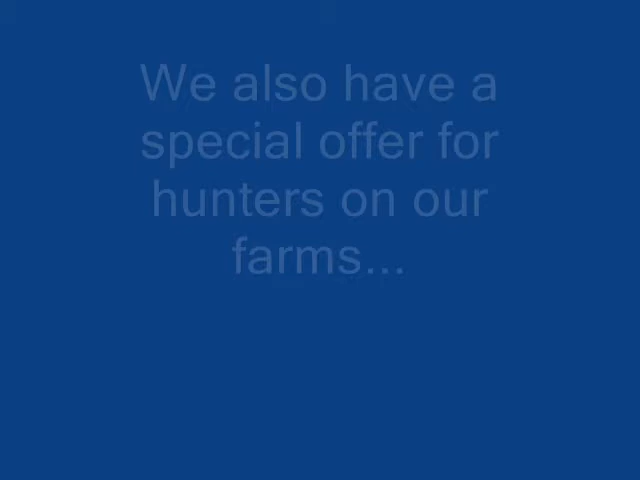 We also have a
special offer for
hunters on our
farms...